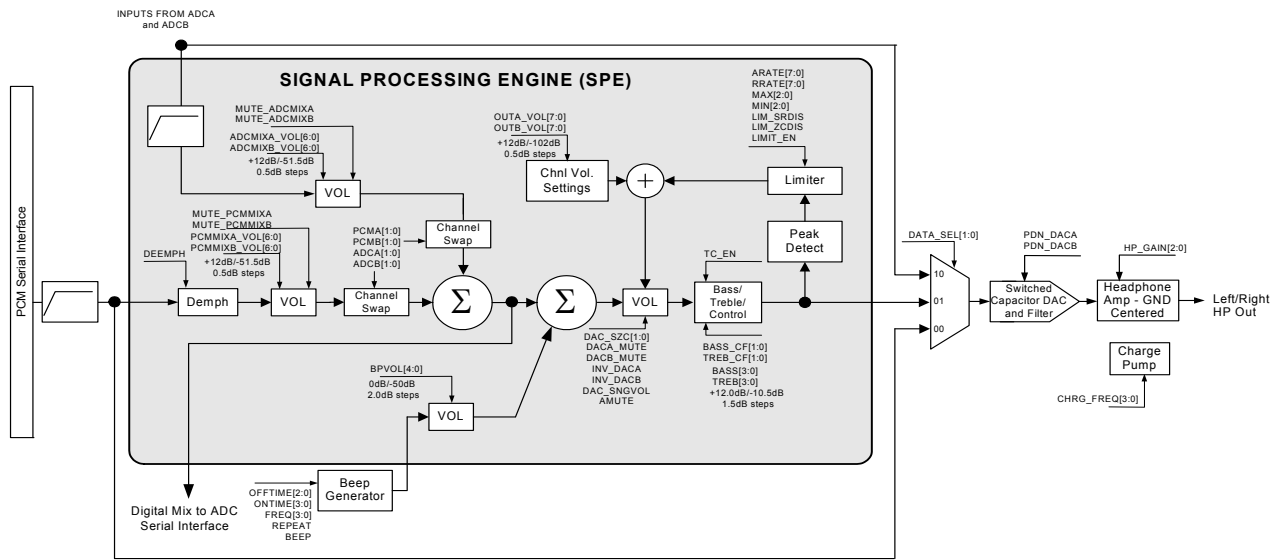 INPUTS FROM ADCA
and ADCB
PCM Serial Interface
SIGNAL PROCESSING ENGINE (SPE)
MUTE_ADCMIXA
MUTE_ADCMIXB
ADCMIXA_VOL[6:0]
ADCMIXB_VOL[6:0]
+12dB/-51.5dB
0.5dB steps
VOL
OUTA_VOL[7:0]
OUTB_VOL[7:0]
+12dB/-102dB
0.5dB steps
Chnl Vol.
Settings
+
ARATE[7:0]
RRATE[7:0]
MAX[2:0]
MIN[2:0]
LIM_SRDIS
LIM_ZCDIS
LIMIT_EN
Limiter
Peak
Detect
MUTE_PCMMIXA
MUTE_PCMMIXB
PCMMIXA_VOL[6:0]
PCMMIXB_VOL[6:0]
+12dB/-51.5dB
0.5dB steps
DEEMPH
Demph
VOL
PCMA[1:0]
PCMB[1:0]
ADCA[1:0]
ADCB[1:0]
Channel
Swap
Channel
Swap
Σ
Σ
VOL
DAC_SZC[1:0]
DACA_MUTE
DACB_MUTE
INV_DACA
INV_DACB
DAC_SNGVOL
AMUTE
TC_EN
Bass/
Treble/
Control
BASS_CF[1:0]
TREB_CF[1:0]
BASS[3:0]
TREB[3:0]
+12.0dB/-10.5dB
1.5dB steps
BPVOL[4:0]
0dB/-50dB
2.0dB steps
VOL
Beep
Generator
OFFTIME[2:0]
ONTIME[3:0]
FREQ[3:0]
REPEAT
BEEP
Digital Mix to ADC
Serial Interface
DATA_SEL[1:0]
10
01
00
PDN_DACA
PDN_DACB
Switched
Capacitor DAC
and Filter
HP_GAIN[2:0]
Headphone
Amp - GND
Centered
Left/Right
HP Out
Charge
Pump
CHRG_FREQ[3:0]